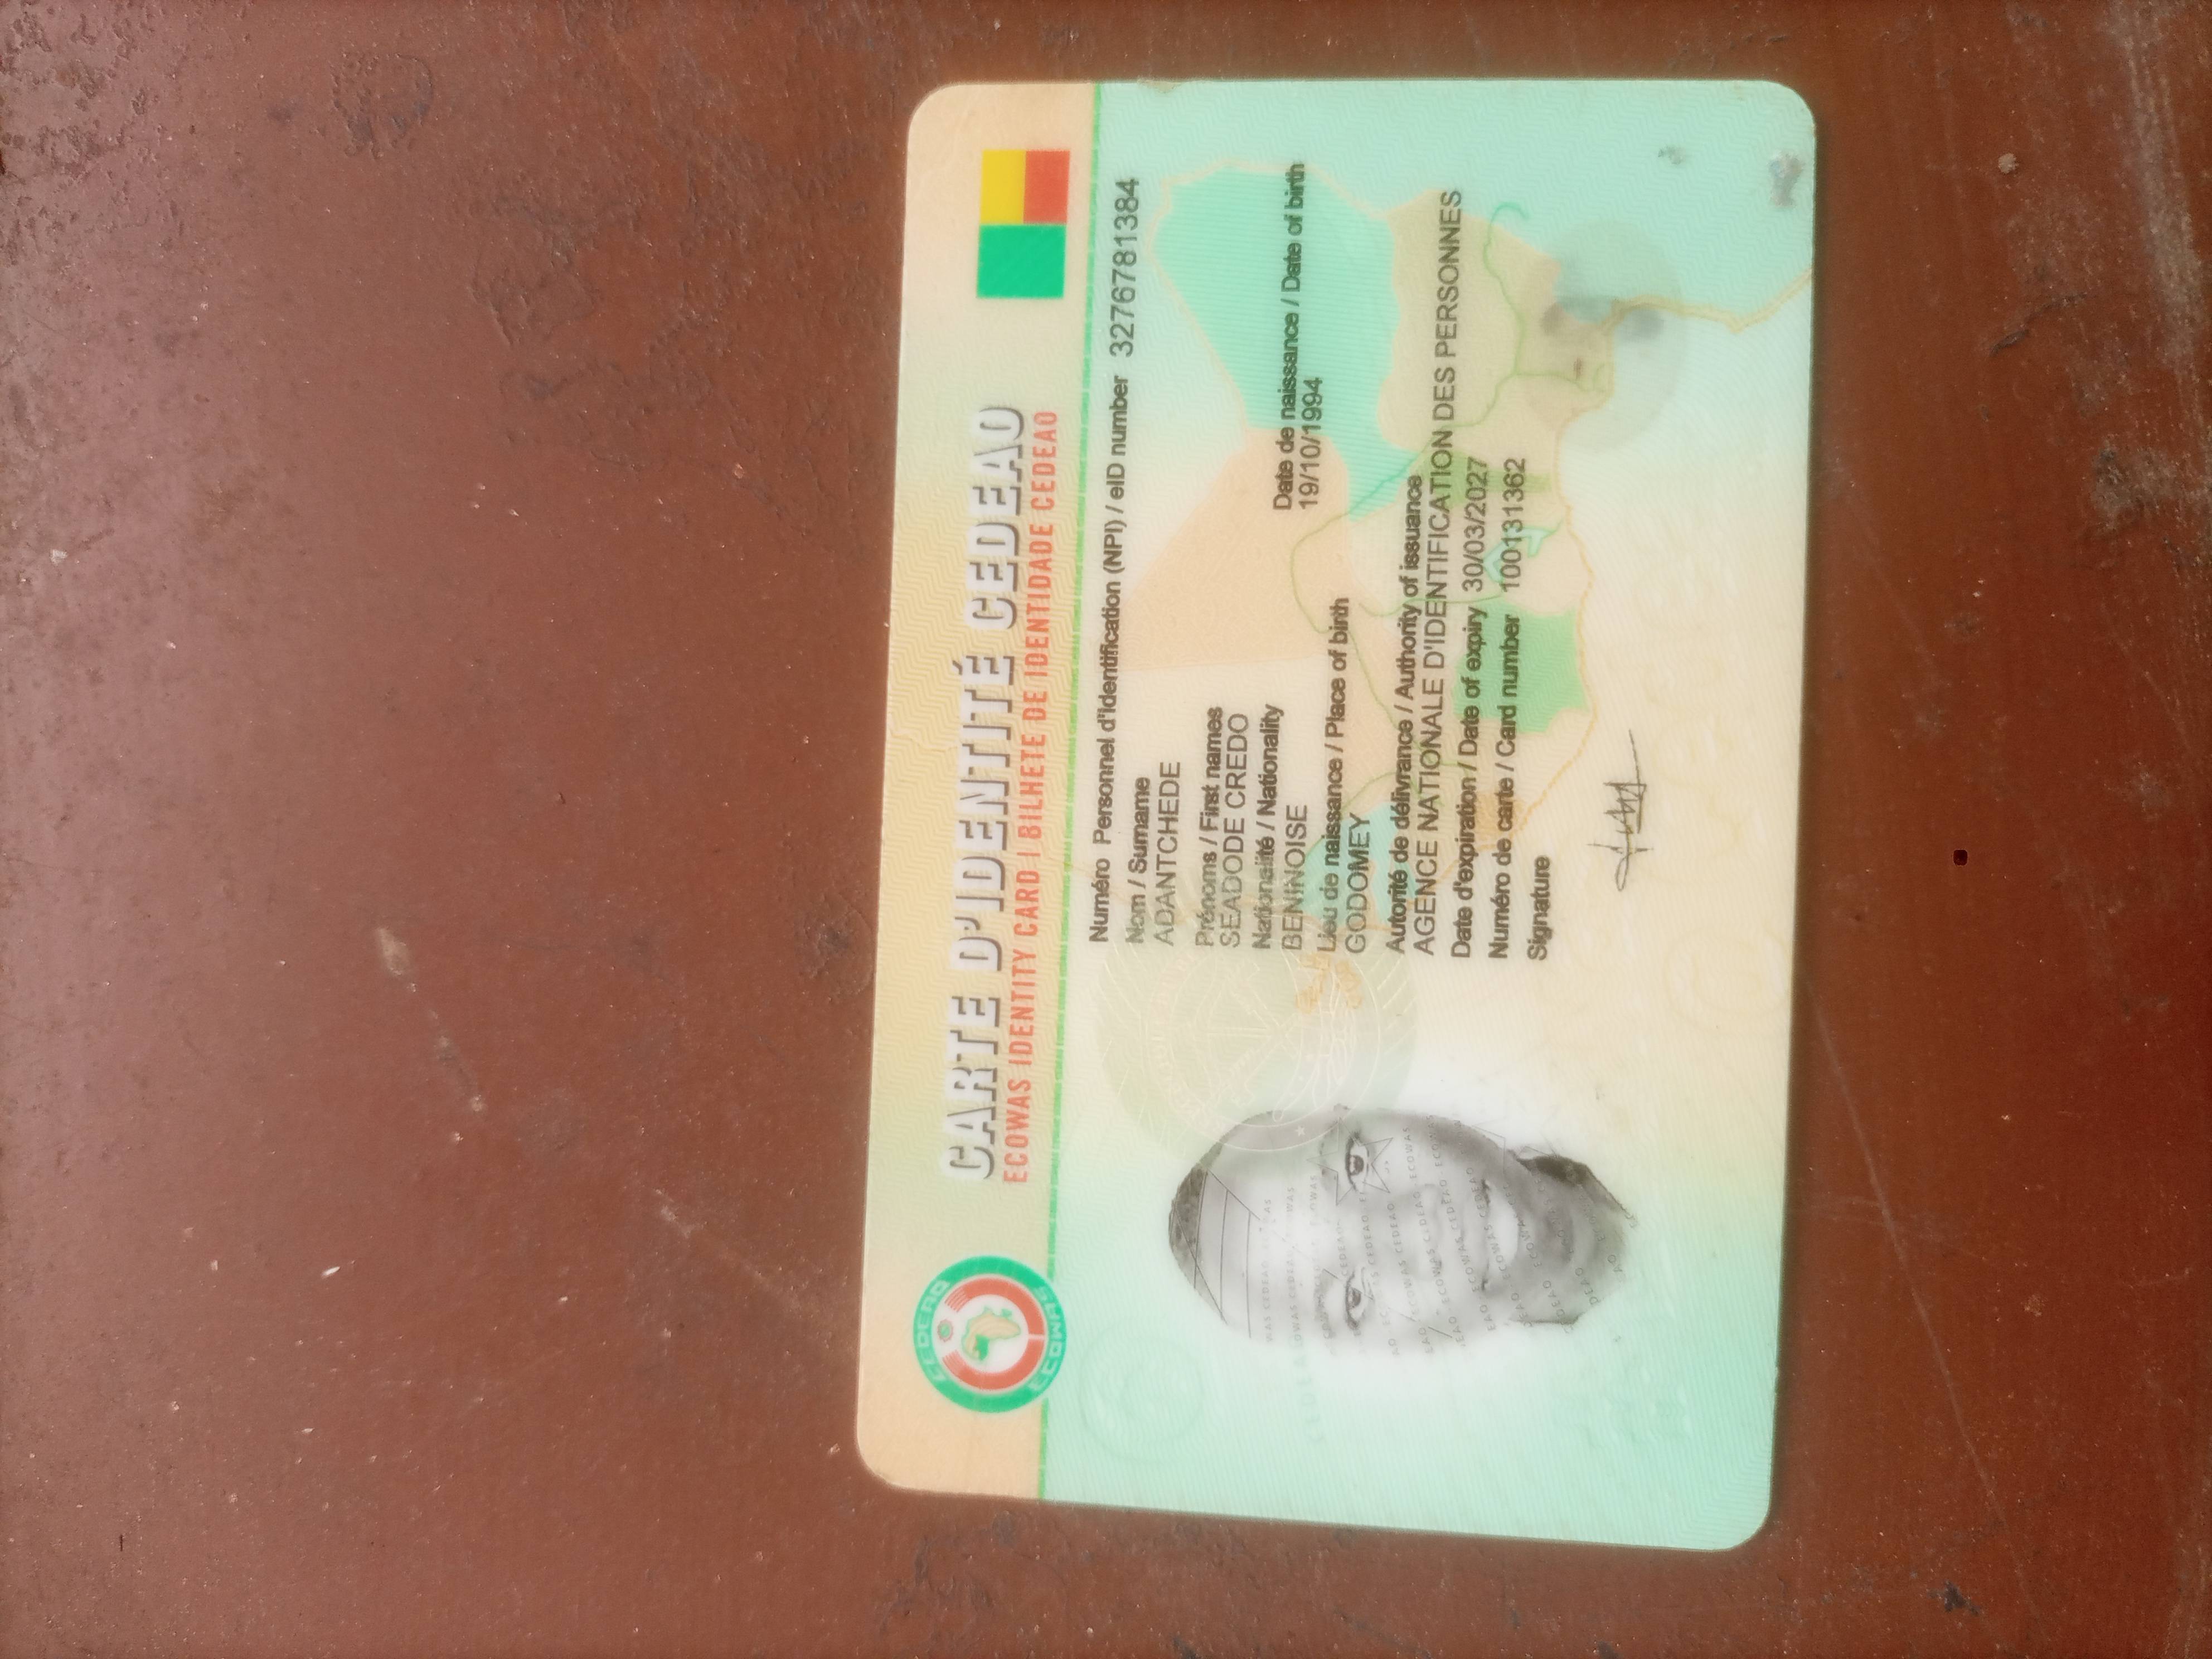 CARTE D'IDENTITÉ CEDEAO
ECOWAS IDENTITY CARD / BILHETE DE IDENTIDADE CEDEAO
CEDEAO
ECOWAS
Numéro Personnel d'Identification (NPI) / eID number 3276781384
Nom / Surname
ADANTCHEDE
Prénoms / First names
SEADODE CREDO
Nationalité / Nationality
BENINOISE
Date de naissance / Date of birth
19/10/1994
Lieu de naissance / Place of birth
GODOMEY
Autorité de délivrance / Authority of issuance
AGENCE NATIONALE D'IDENTIFICATION DES PERSONNES
Date d'expiration / Date of expiry 30/03/2027
Numéro de carte / Card number 100131362
Signature